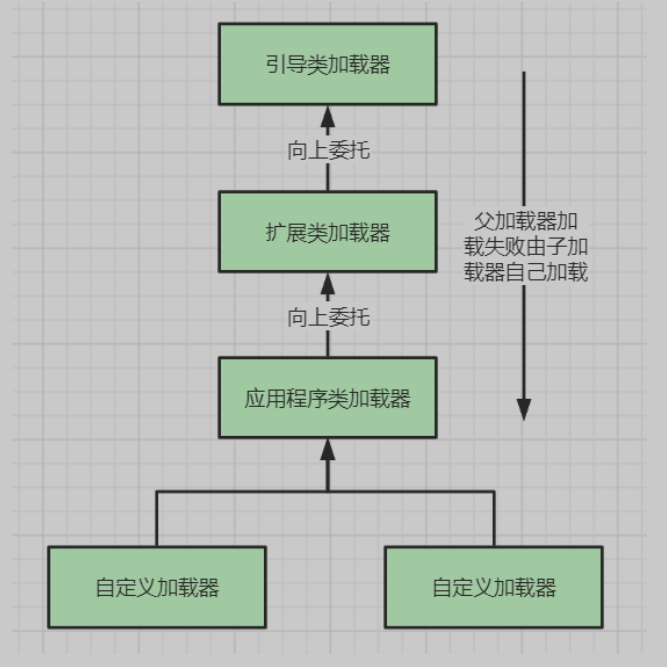 引导类加载器
向上委托
扩展类加载器
父加载器加
载失败由子加
载器自己加载
向上委托
应用程序类加载器
自定义加载器
自定义加载器